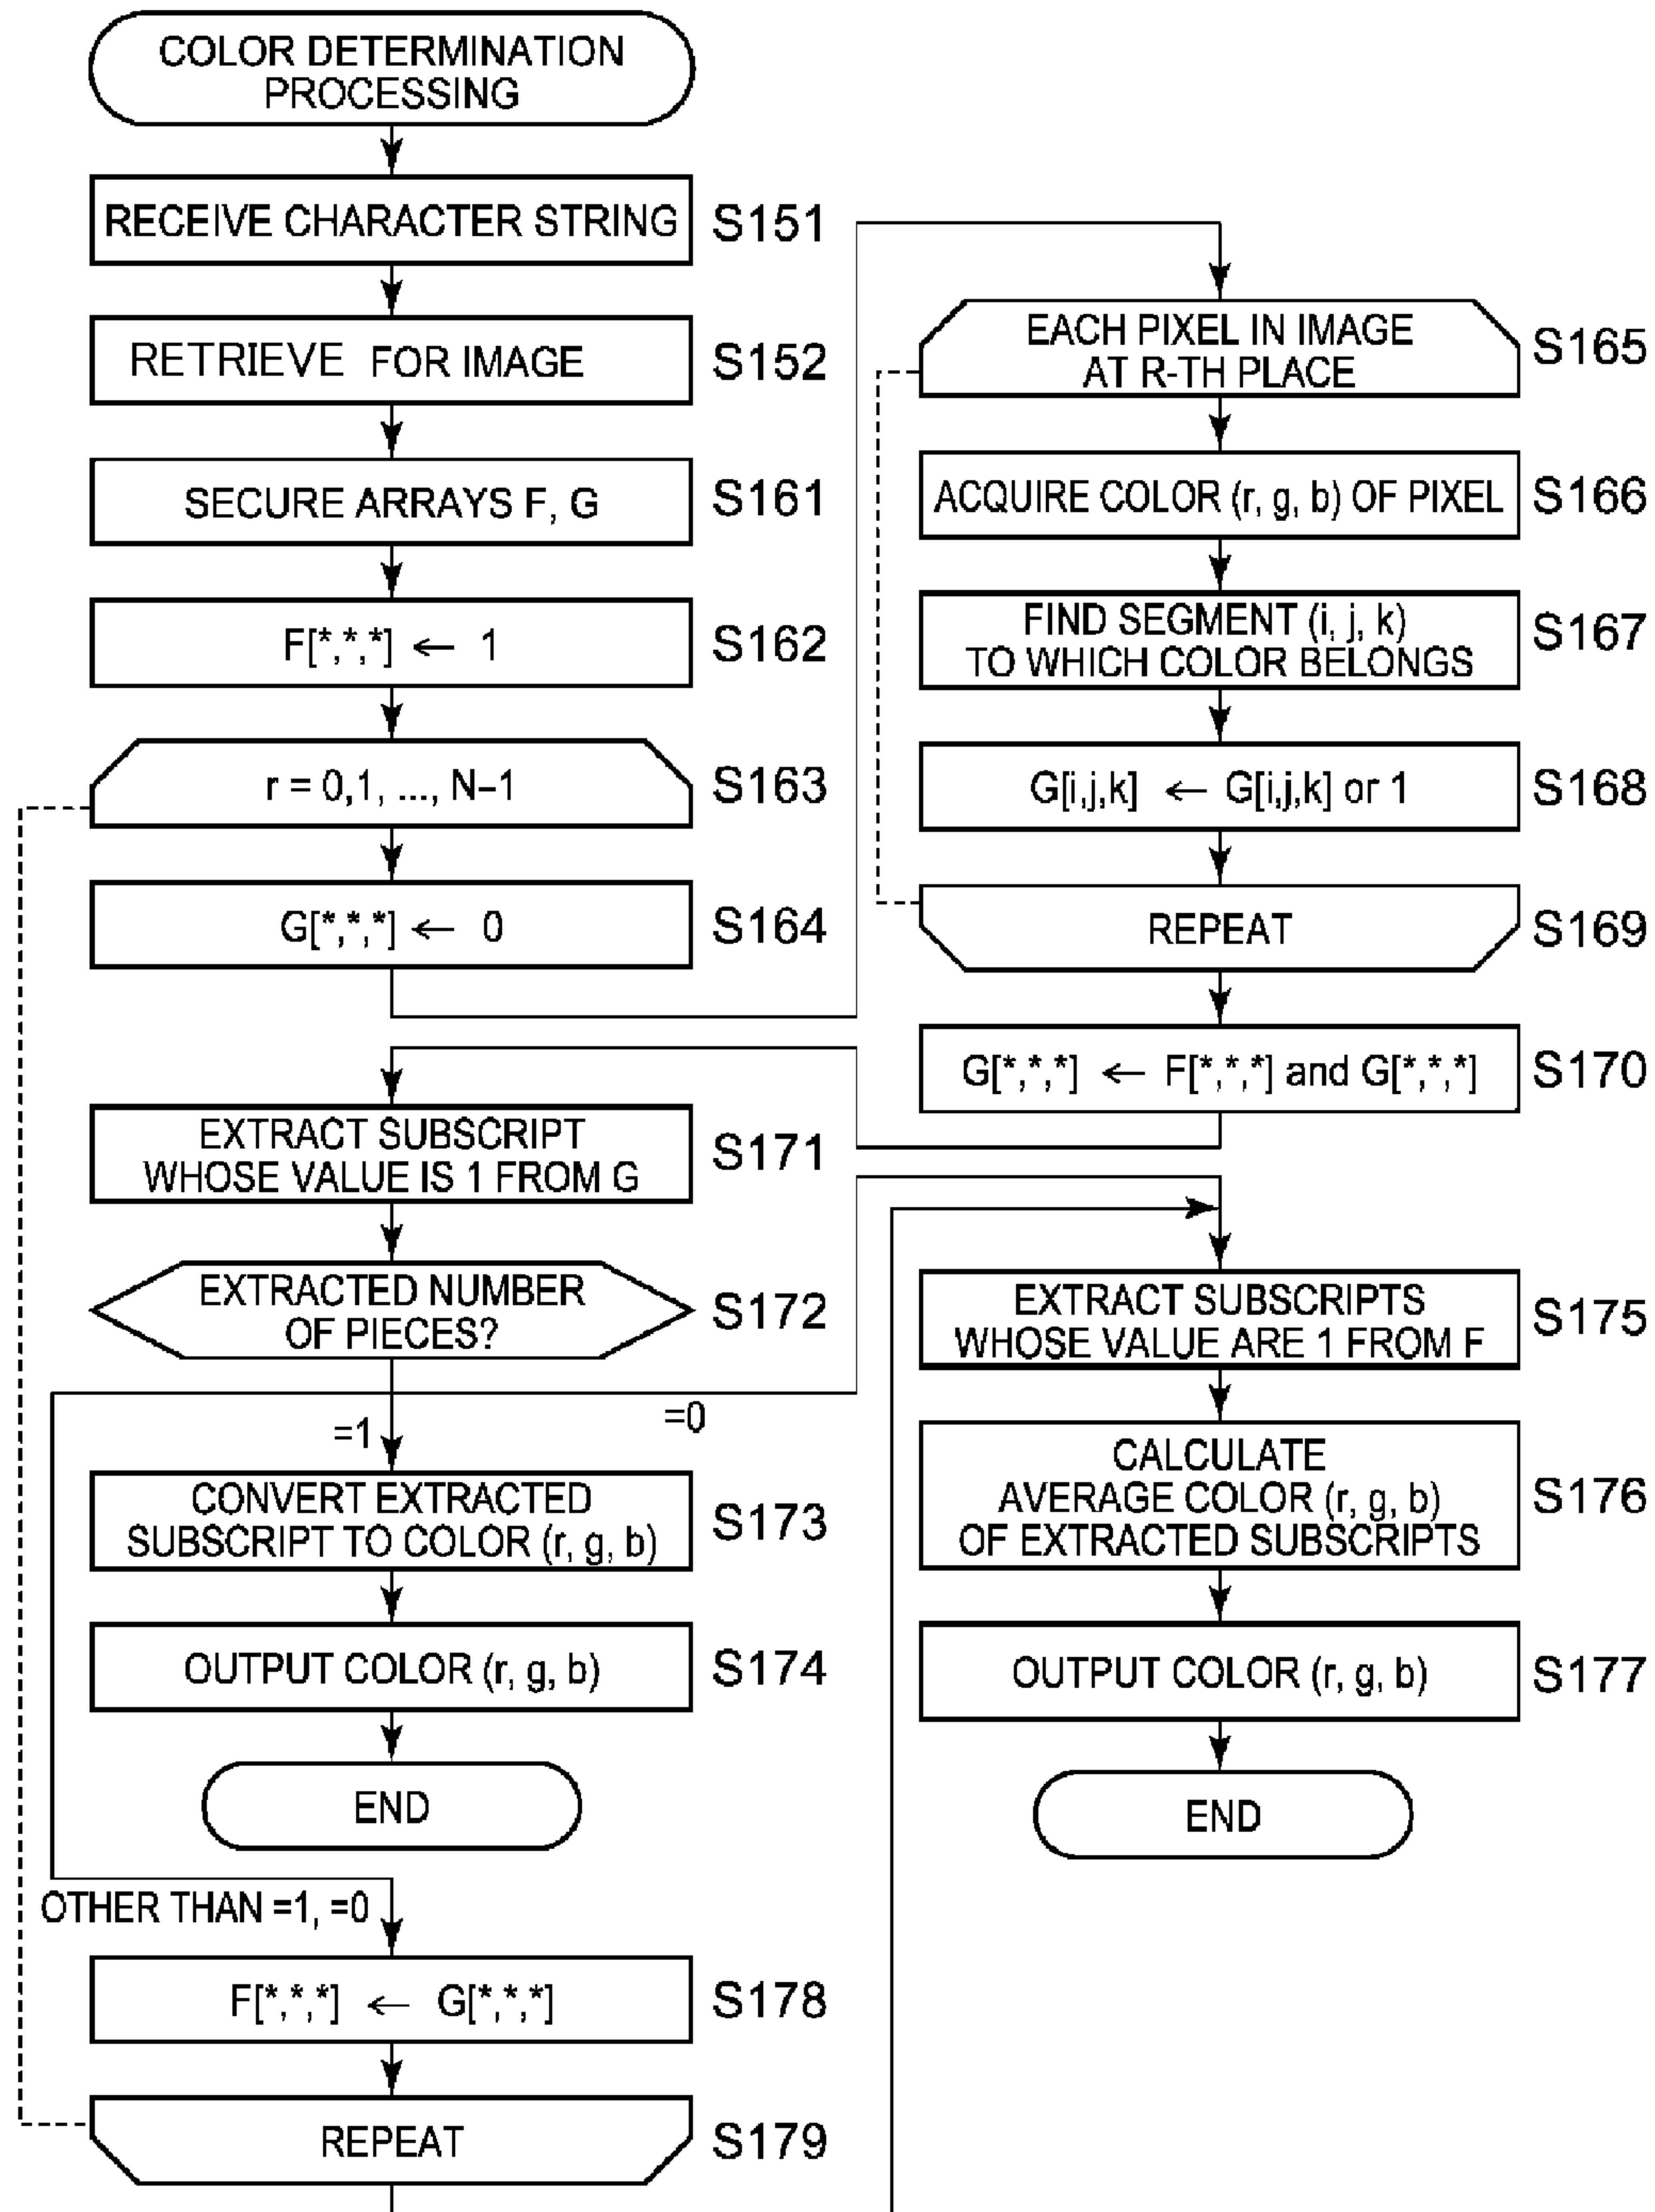 COLOR DETERMINATION
PROCESSING
RECEIVE CHARACTER STRING
S151
RETRIEVE FOR IMAGE
S152
SECURE ARRAYS F, G
S161
F[*,*,*] ← 1
S162
r = 0,1, ..., N–1
S163
G[*,*,*] ← 0
S164
EACH PIXEL IN IMAGE
AT R-TH PLACE
S165
ACQUIRE COLOR (r, g, b) OF PIXEL
S166
FIND SEGMENT (i, j, k)
TO WHICH COLOR BELONGS
S167
G[i,j,k] ← G[i,j,k] or 1
S168
REPEAT
S169
G[*,*,*] ← F[*,*,*] and G[*,*,*]
S170
EXTRACT SUBSCRIPT
WHOSE VALUE IS 1 FROM G
S171
EXTRACTED NUMBER
OF PIECES?
S172
=1
=0
CONVERT EXTRACTED
SUBSCRIPT TO COLOR (r, g, b)
S173
OUTPUT COLOR (r, g, b)
S174
END
EXTRACT SUBSCRIPTS
WHOSE VALUE ARE 1 FROM F
S175
CALCULATE
AVERAGE COLOR (r, g, b)
OF EXTRACTED SUBSCRIPTS
S176
OUTPUT COLOR (r, g, b)
S177
END
OTHER THAN =1, =0
F[*,*,*] ← G[*,*,*]
S178
REPEAT
S179